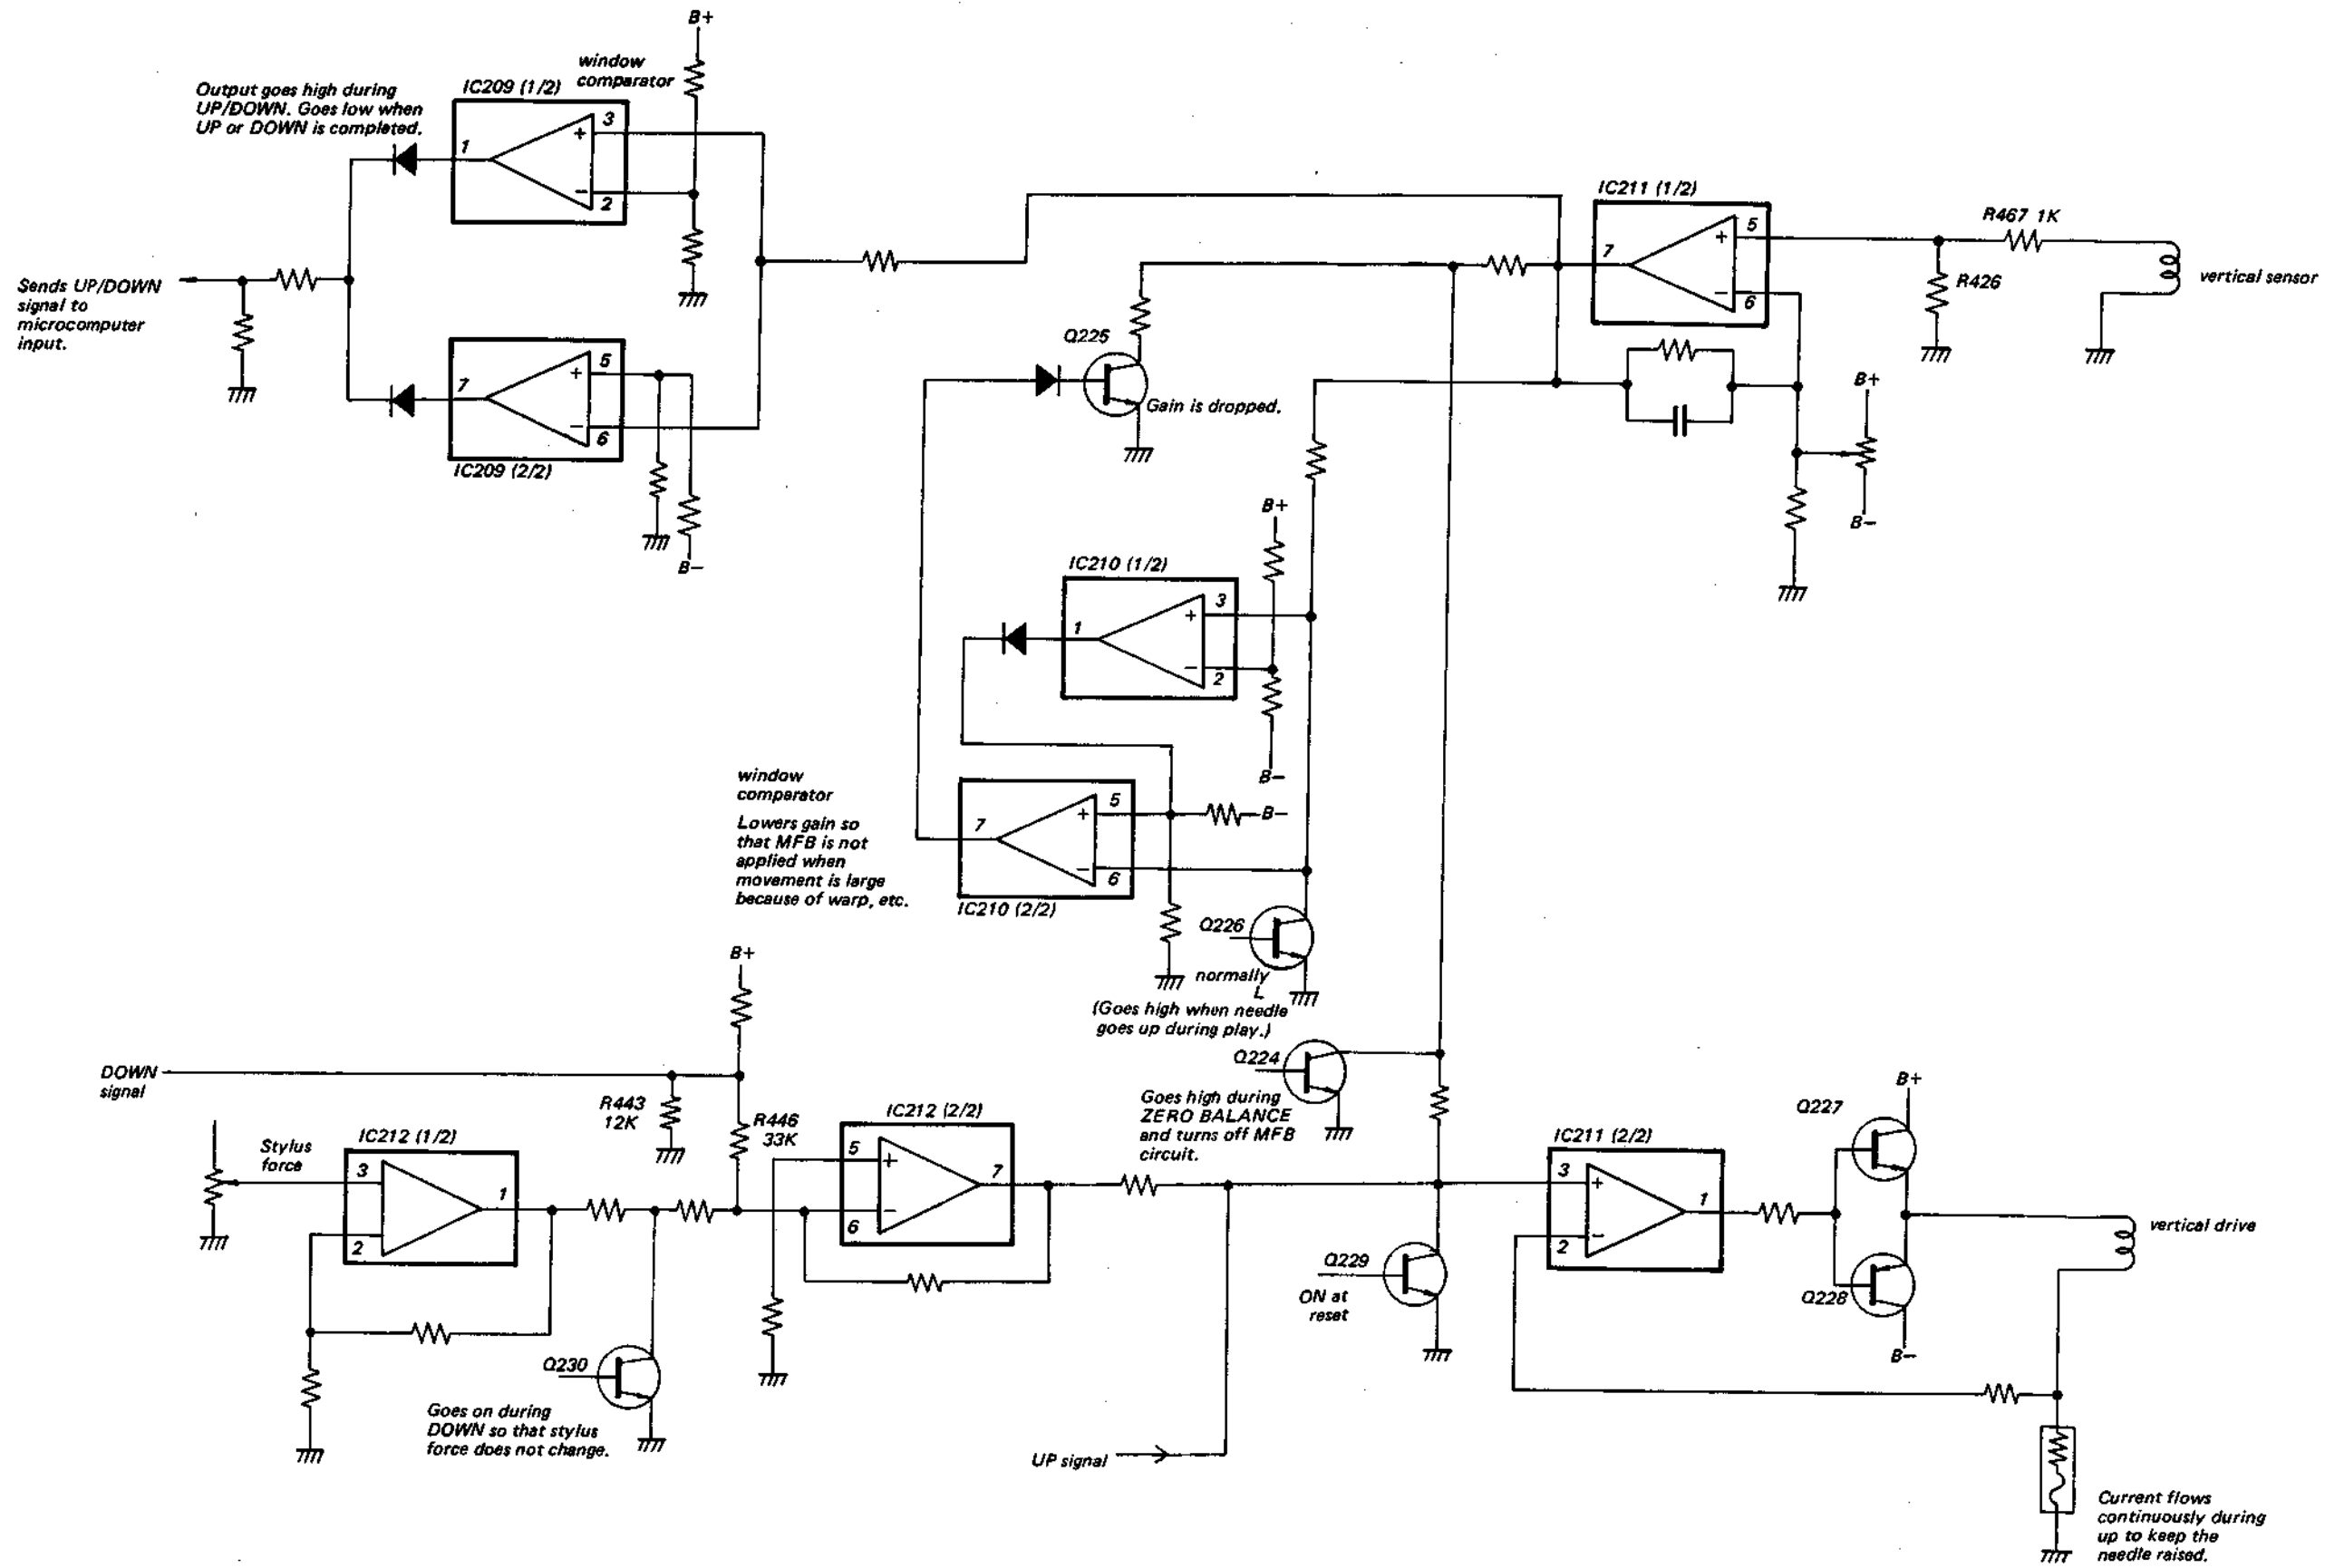 B+
window
comparator
Output goes high during
UP/DOWN. Goes low when
UP or DOWN is completed.
IC209 (1/2)
3
+
1
−
2
Sends UP/DOWN
signal to
microcomputer
input.
5
+
7
−
6
IC209 (2/2)
B−
IC211 (1/2)
5
+
7
−
6
R467 1K
R426
vertical sensor
Q225
Gain is dropped.
B+
B−
B+
IC210 (1/2)
3
+
1
−
2
B−
window
comparator
Lowers gain so
that MFB is not
applied when
movement is large
because of warp, etc.
5
+
7
−
6
B−
IC210 (2/2)
Q226
normally
L
(Goes high when needle
goes up during play.)
B+
DOWN
signal
R443
12K
R446
33K
Q224
Goes high during
ZERO BALANCE
and turns off MFB
circuit.
Stylus
force
IC212 (1/2)
3
1
2
IC212 (2/2)
5
+
7
−
6
IC211 (2/2)
3
+
1
−
2
B+
Q227
Q228
B−
vertical drive
Q229
ON at
reset
Q230
Goes on during
DOWN so that stylus
force does not change.
UP signal
Current flows
continuously during
up to keep the
needle raised.